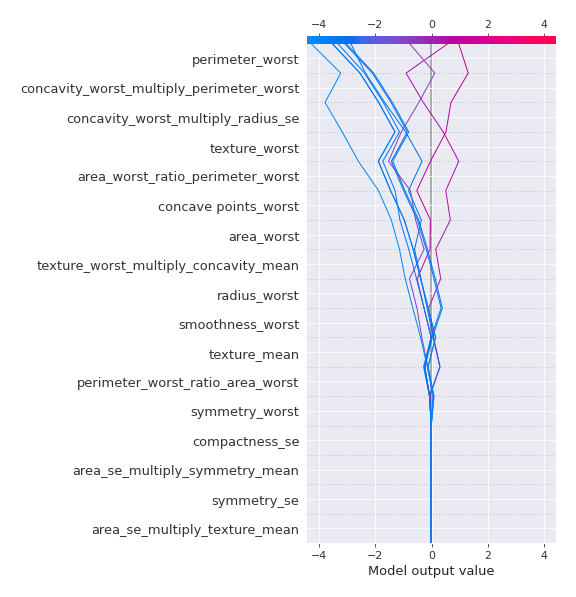 −4 −2 0 2 4
perimeter_worst
concavity_worst_multiply_perimeter_worst
concavity_worst_multiply_radius_se
texture_worst
area_worst_ratio_perimeter_worst
concave points_worst
area_worst
texture_worst_multiply_concavity_mean
radius_worst
smoothness_worst
texture_mean
perimeter_worst_ratio_area_worst
symmetry_worst
compactness_se
area_se_multiply_symmetry_mean
symmetry_se
area_se_multiply_texture_mean
−4 −2 0 2 4
Model output value